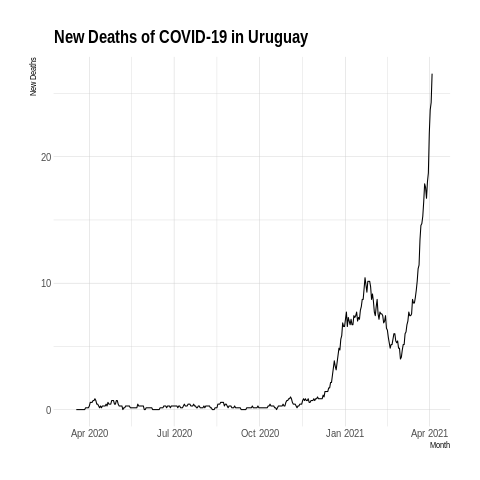 New Deaths of COVID-19 in Uruguay
New Deaths
20
10
0
Apr 2020
Jul 2020
Oct 2020
Jan 2021
Apr 2021
Month